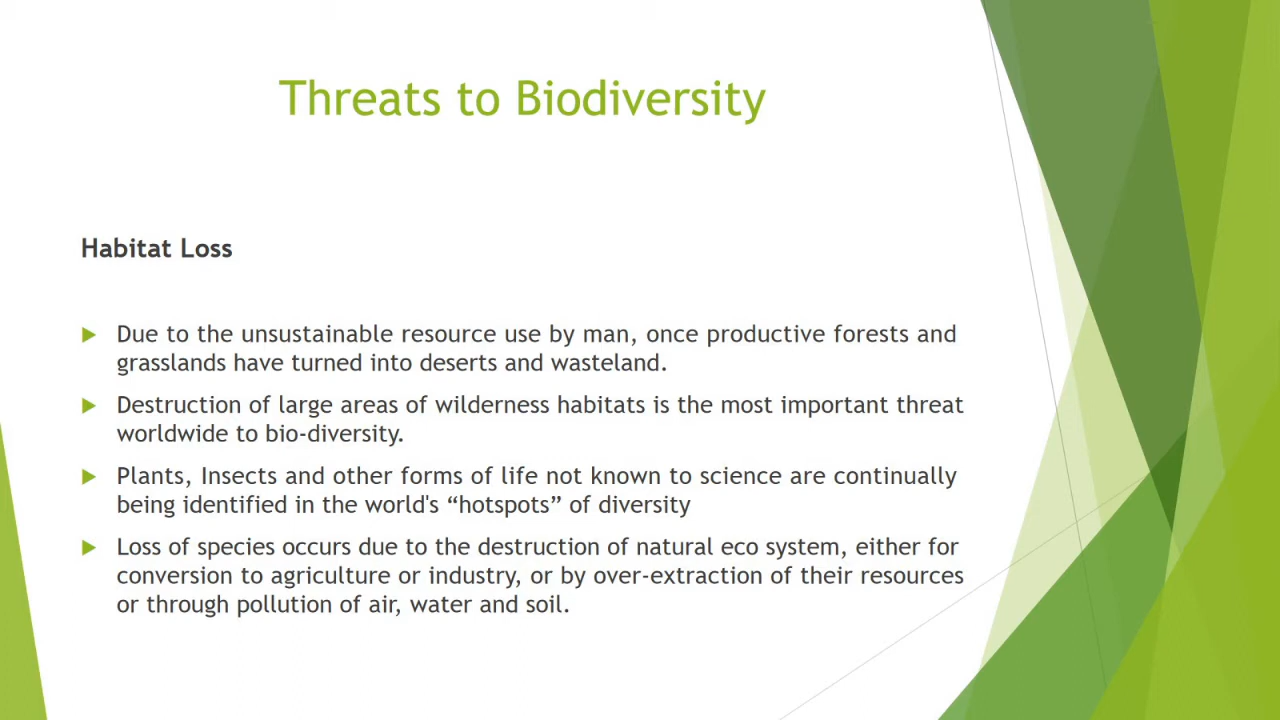 Threats to Biodiversity
Habitat Loss
Due to the unsustainable resource use by man, once productive forests and
grasslands have turned into deserts and wasteland.
Destruction of large areas of wilderness habitats is the most important threat
worldwide to bio-diversity.
Plants, Insects and other forms of life not known to science are continually
being identified in the world's “hotspots” of diversity
Loss of species occurs due to the destruction of natural eco system, either for
conversion to agriculture or industry, or by over-extraction of their resources
or through pollution of air, water and soil.